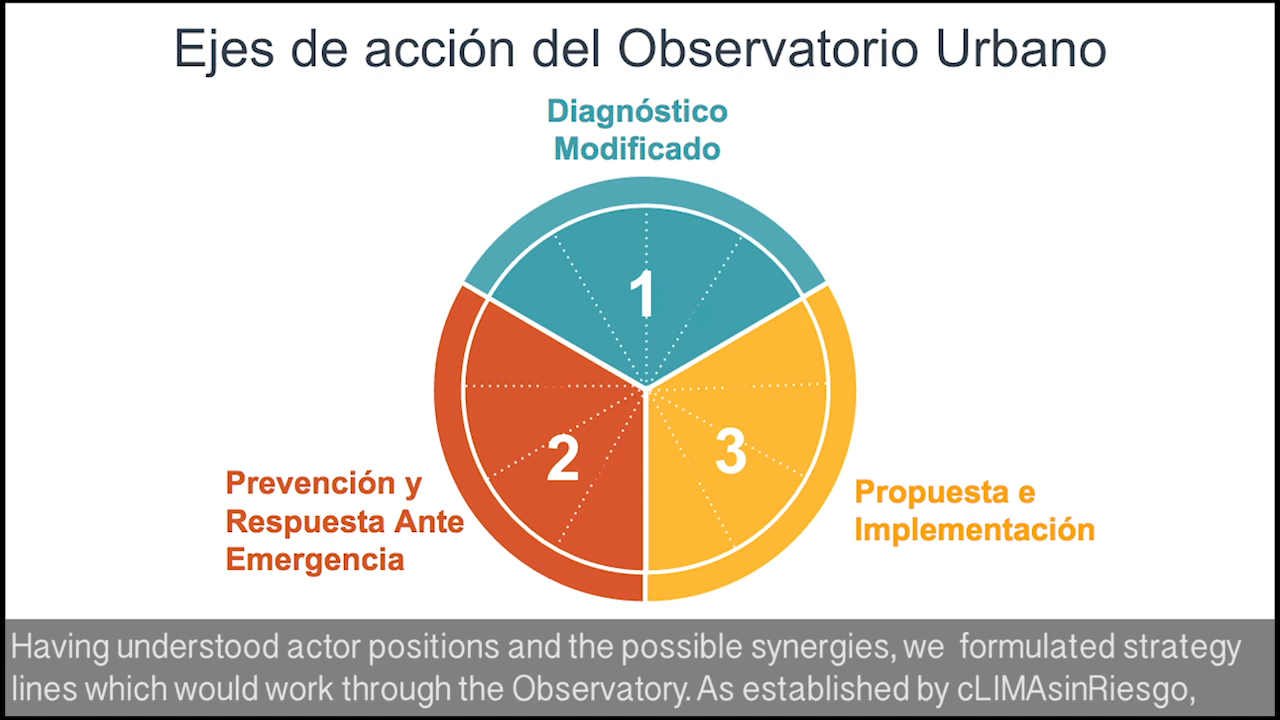 Ejes de acción del Observatorio Urbano
Diagnóstico
Modificado
1
2
3
Prevención y
Respuesta Ante
Emergencia
Propuesta e
Implementación
Having understood actor positions and the possible synergies, we formulated strategy
lines which would work through the Observatory. As established by cLIMAsinRiesgo,